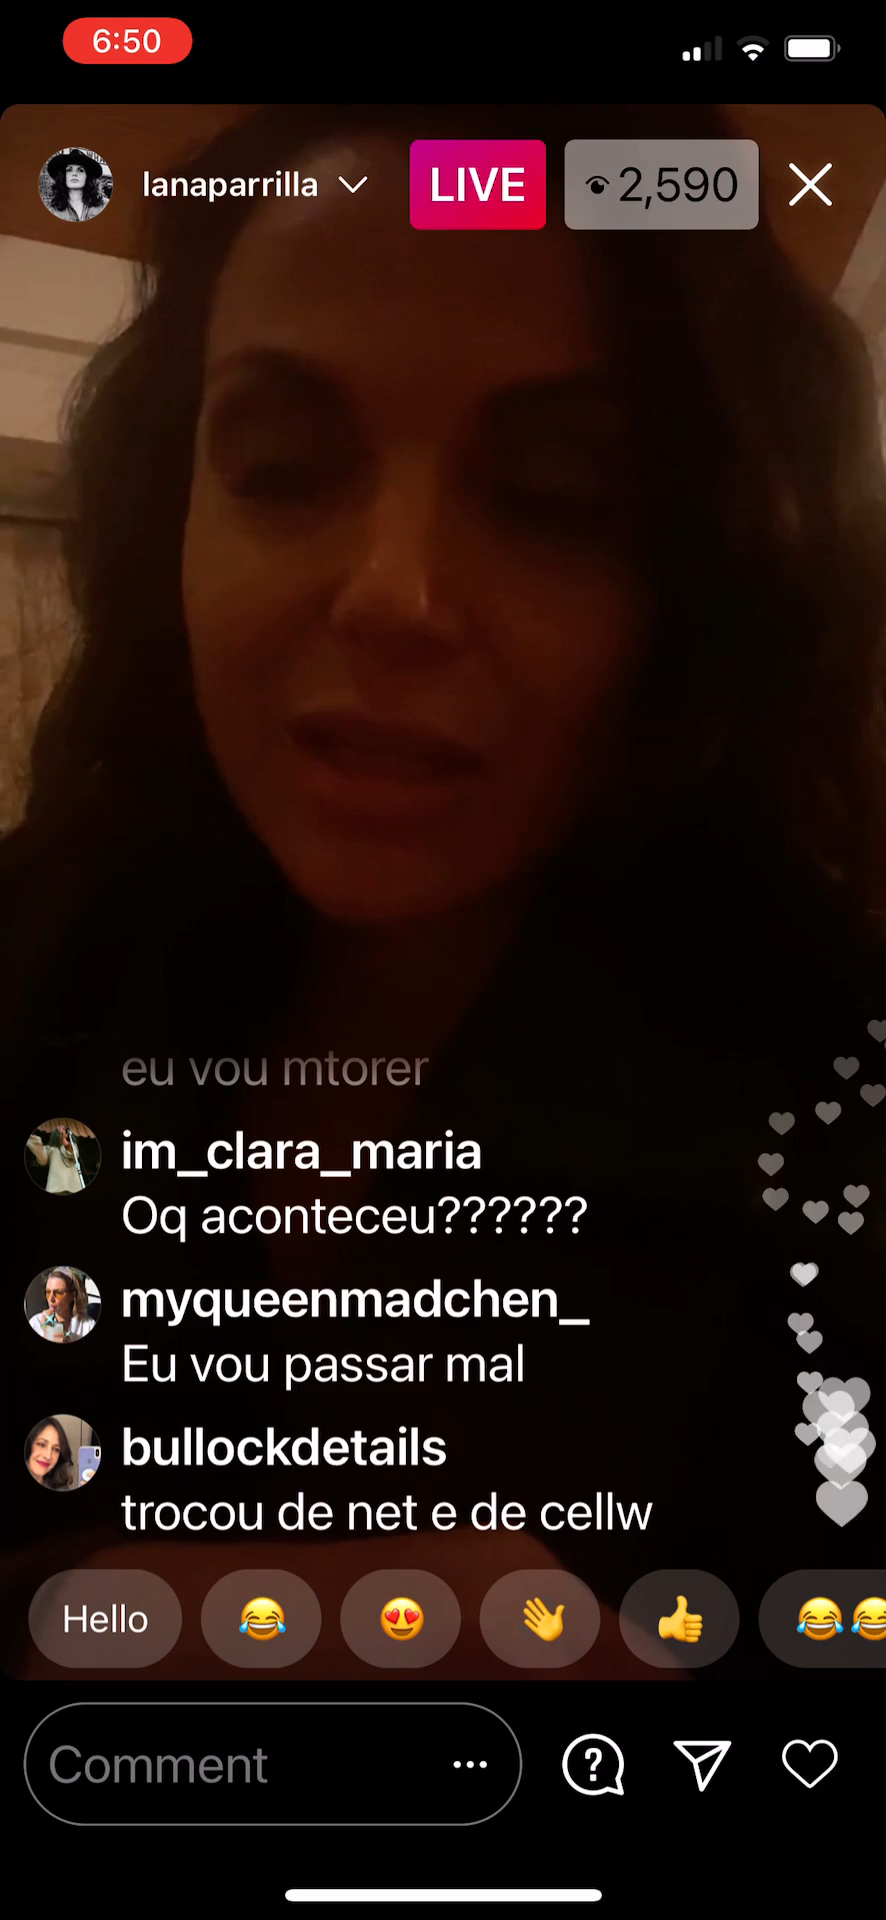 6:50
lanaparrilla
LIVE
2,590
eu vou mtorer
im_clara_maria
Oq aconteceu??????
myqueenmadchen_
Eu vou passar mal
bullockdetails
trocou de net e de cellw
Hello
Comment